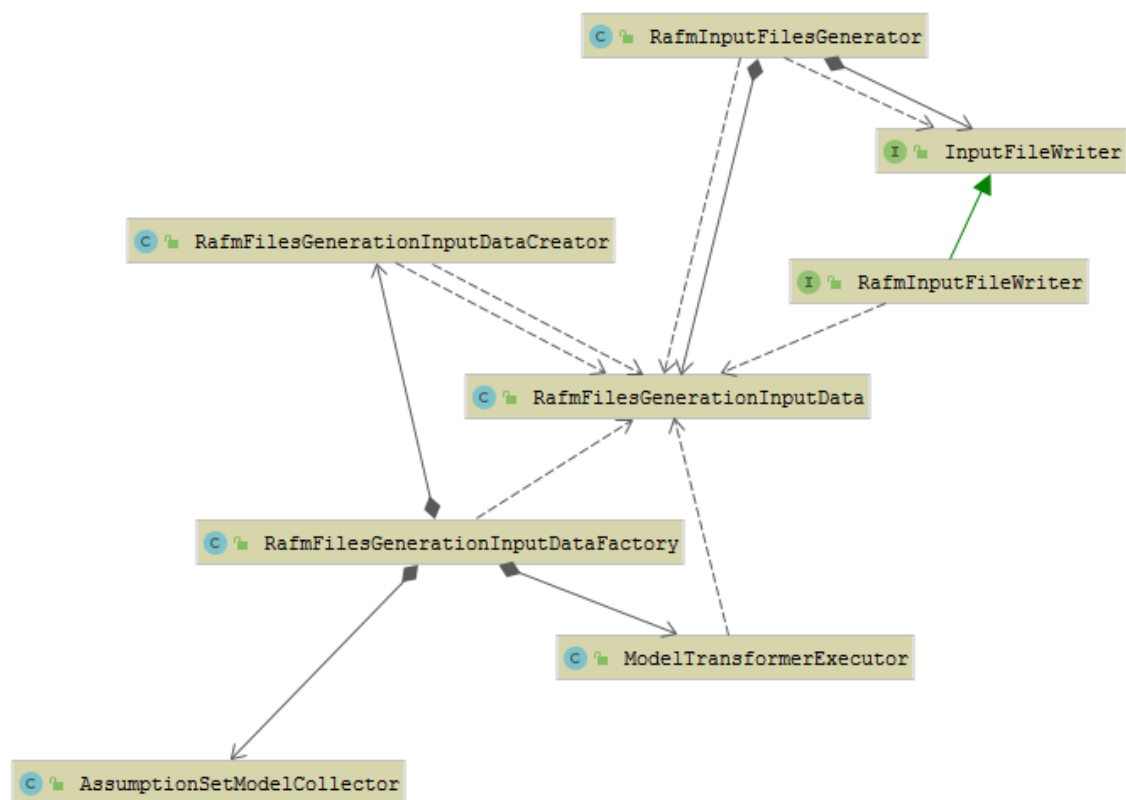 C RafmInputFilesGenerator
I InputFileWriter
C RafmFilesGenerationInputDataCreator
I RafmInputFileWriter
C RafmFilesGenerationInputData
C RafmFilesGenerationInputDataFactory
C ModelTransformerExecutor
C AssumptionSetModelCollector